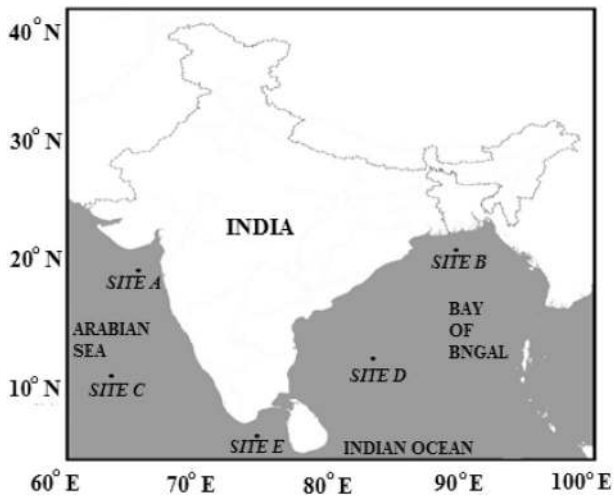 40° N
30° N
INDIA
20° N
SITE B
SITE A
BAY
OF
BNGAL
ARABIAN
SEA
SITE D
10° N
SITE C
SITE E
INDIAN OCEAN
60° E 70° E 80° E 90° E 100° E